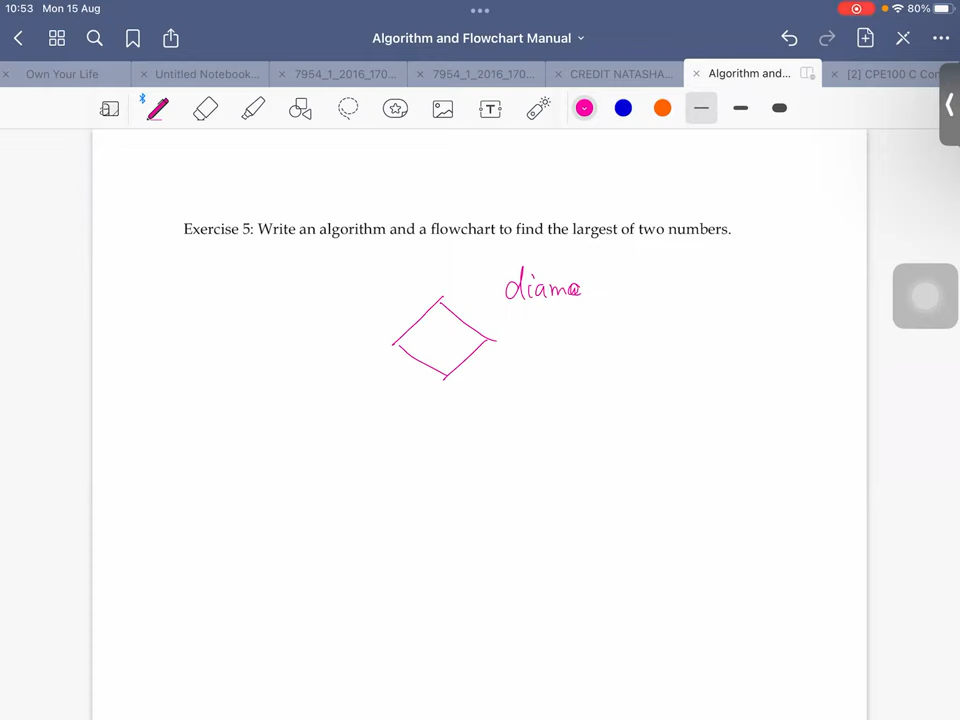 10:53 Mon 15 Aug
80%
Algorithm and Flowchart Manual
Own Your Life
Untitled Notebook...
7954_1_2016_170...
7954_1_2016_170...
CREDIT NATASHA...
Algorithm and...
[2] CPE100 C Con
T
Exercise 5: Write an algorithm and a flowchart to find the largest of two numbers.